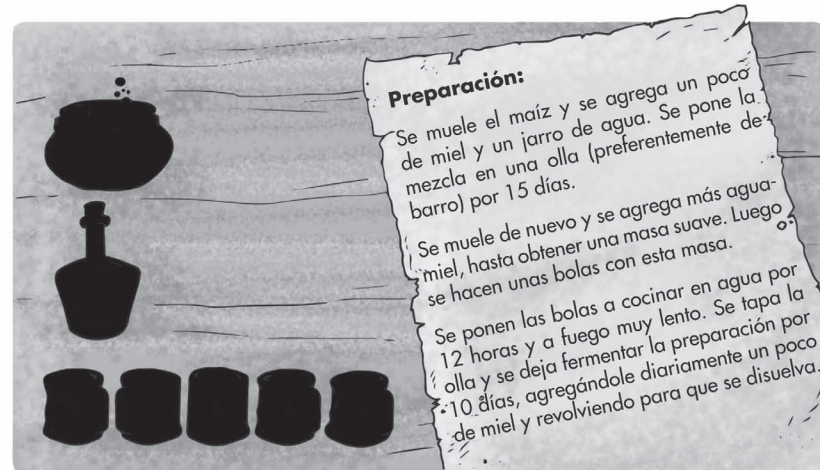 Preparación:
Se muele el maíz y se agrega un poco
de miel y un jarro de agua. Se pone la
mezcla en una olla (preferentemente de
barro) por 15 días.
Se muele de nuevo y se agrega más agua-
miel, hasta obtener una masa suave. Luego
se hacen unas bolas con esta masa.
Se ponen las bolas a cocinar en agua por
12 horas y a fuego muy lento. Se tapa la
olla y se deja fermentar la preparación por
10 días, agregándole diariamente un poco
de miel y revolviendo para que se disuelva.